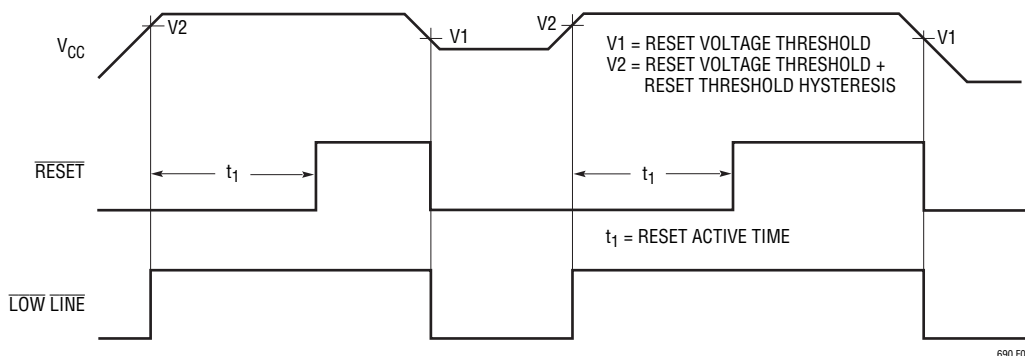 V2
V1
V2
V1
VCC
V1 = RESET VOLTAGE THRESHOLD
V2 = RESET VOLTAGE THRESHOLD +
RESET THRESHOLD HYSTERESIS
RESET
t1
t1
t1 = RESET ACTIVE TIME
LOW LINE